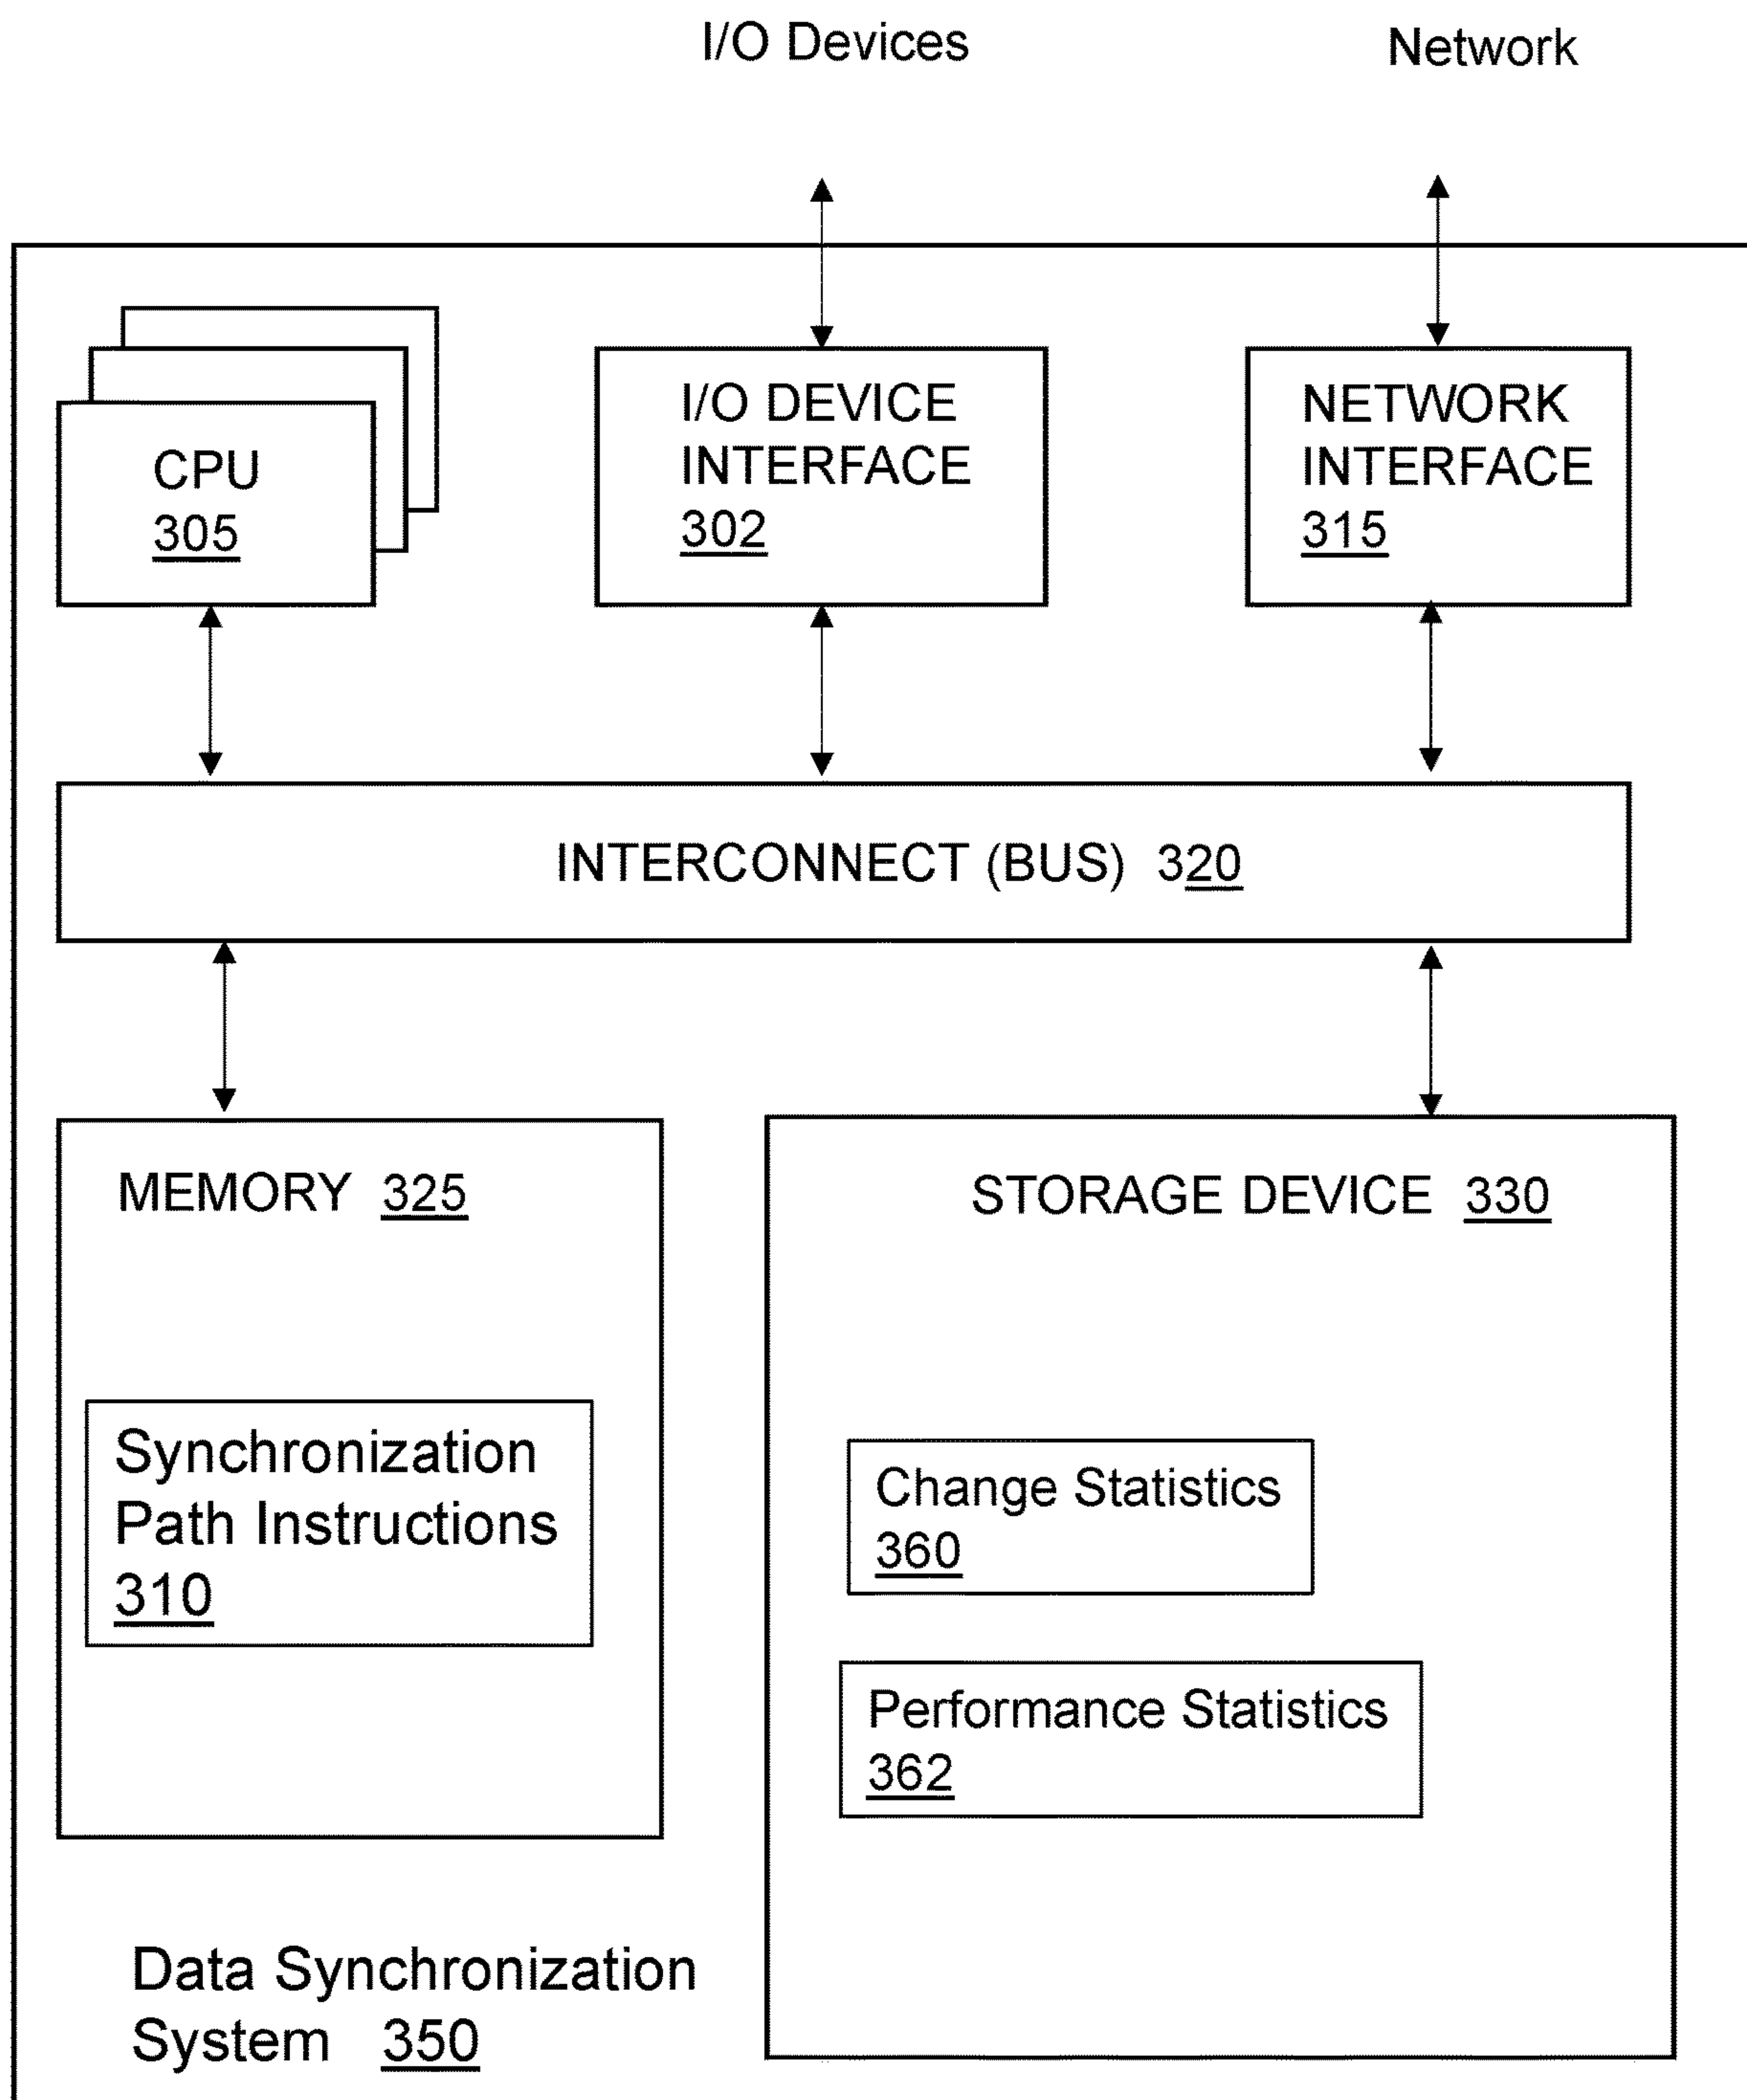 I/O Devices
Network
CPU
305
I/O DEVICE
INTERFACE
302
NETWORK
INTERFACE
315
INTERCONNECT (BUS) 320
MEMORY 325
Synchronization
Path Instructions
310
STORAGE DEVICE 330
Change Statistics
360
Performance Statistics
362
Data Synchronization
System 350